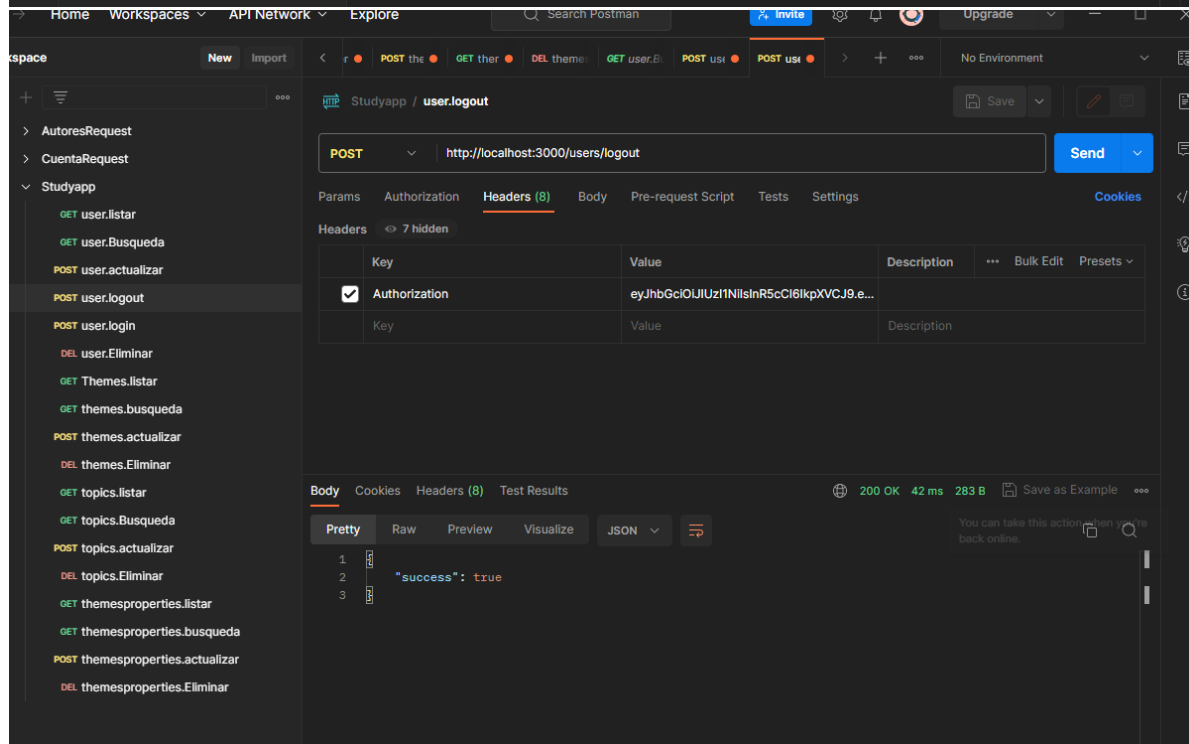 Home Workspaces API Network Explore Search Postman Invite Upgrade
kspace New Import
POST the GET ther DEL theme: GET user.B POST use POST use No Environment
Studyapp / user.logout Save
AutoresRequest
CuentaRequest
Studyapp
GET user.listar
GET user.Busqueda
POST user.actualizar
POST user.logout
POST user.login
DEL user.Eliminar
GET Themes.listar
GET themes.busqueda
POST themes.actualizar
DEL themes.Eliminar
GET topics.listar
GET topics.Busqueda
POST topics.actualizar
DEL topics.Eliminar
GET themesproperties.listar
GET themesproperties.busqueda
POST themesproperties.actualizar
DEL themesproperties.Eliminar
POST http://localhost:3000/users/logout Send
Params Authorization Headers (8) Body Pre-request Script Tests Settings Cookies
Headers 7 hidden
Key Value Description Bulk Edit Presets
Authorization eyJhbGciOiJIUzI1NiIsInR5cCI6IkpXVCJ9.e...
Key Value Description
Body Cookies Headers (8) Test Results 200 OK 42 ms 283 B Save as Example
Pretty Raw Preview Visualize JSON
You can take this action when you're
back online.
1 {
2 "success": true
3 }